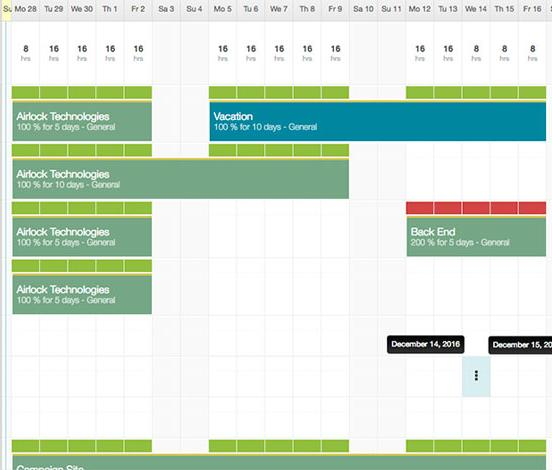 Su Mo 28 Tu 29 We 30 Th 1 Fr 2 Sa 3 Su 4 Mo 5 Tu 6 We 7 Th 8 Fr 9 Sa 10 Su 11 Mo 12 Tu 13 We 14 Th 15 Fr 16
8 16 16 16 16 16 16 16 16 16 16 16 8 8 8
hrs hrs hrs hrs hrs hrs hrs hrs hrs hrs hrs hrs hrs hrs hrs
Airlock Technologies
100 % for 5 days - General
Vacation
100 % for 10 days - General
Airlock Technologies
100 % for 10 days - General
Airlock Technologies
100 % for 5 days - General
Back End
200 % for 5 days - General
Airlock Technologies
100 % for 5 days - General
December 14, 2016
December 15, 20
Campaign Site